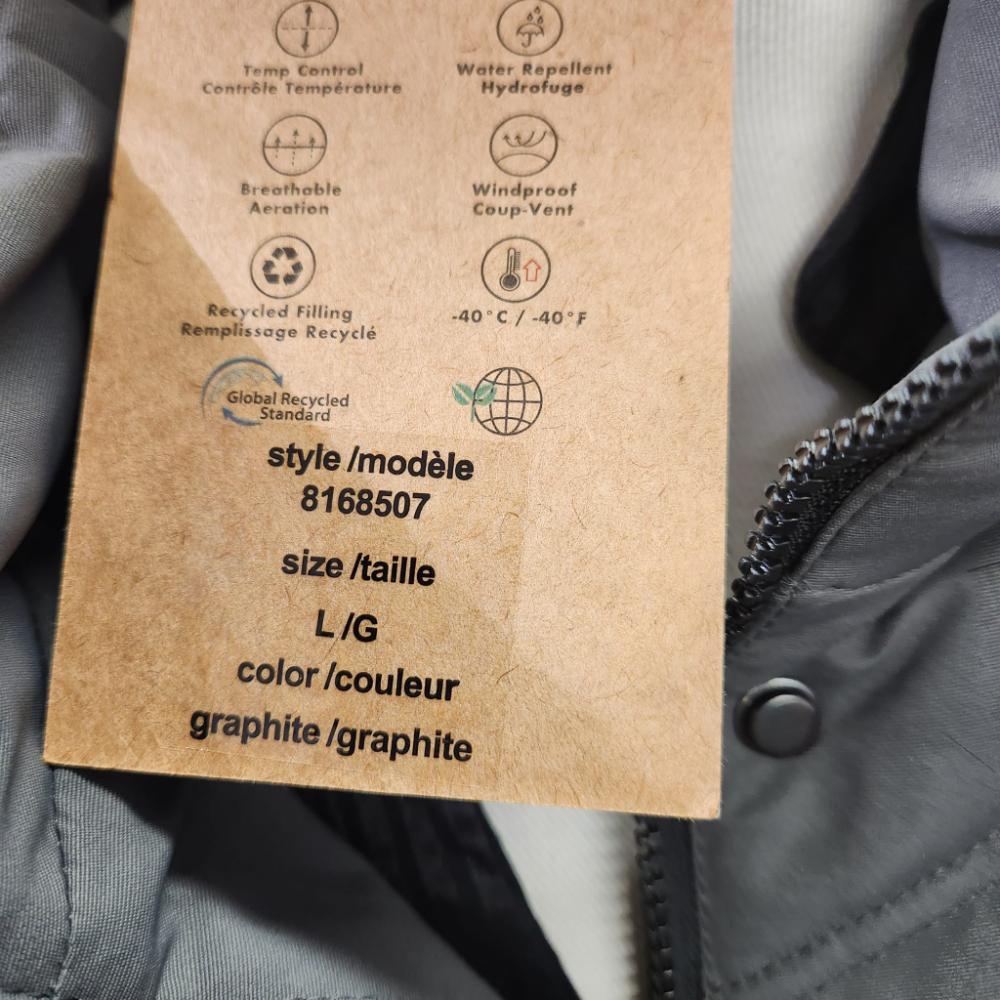 Temp Control
Contrôle Température
Water Repellent
Hydrofuge
Breathable
Aeration
Windproof
Coup-Vent
Recycled Filling
Remplissage Recyclé
-40°C / -40°F
Global Recycled
Standard
style /modèle
8168507
size /taille
L /G
color /couleur
graphite /graphite